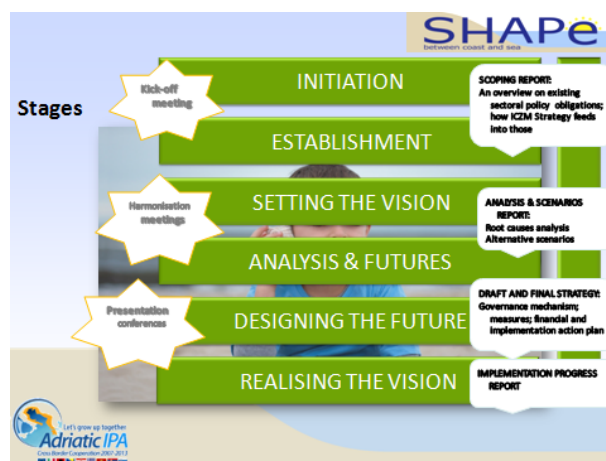 SHAPe
between coast and sea
Stages
Kick-off
meeting
INITIATION
ESTABLISHMENT
SCOPING REPORT:
An overview on existing
sectoral policy obligations;
how ICZM Strategy feeds
into those
Harmonisation
meetings
SETTING THE VISION
ANALYSIS & FUTURES
ANALYSIS & SCENARIOS
REPORT:
Root causes analysis
Alternative scenarios
Presentation
conferences
DESIGNING THE FUTURE
REALISING THE VISION
DRAFT AND FINAL STRATEGY:
Governance mechanism;
measures; financial and
implementation action plan
IMPLEMENTATION PROGRESS
REPORT
Let's grow up together
Adriatic IPA
Cross Border Cooperation 2007-2013